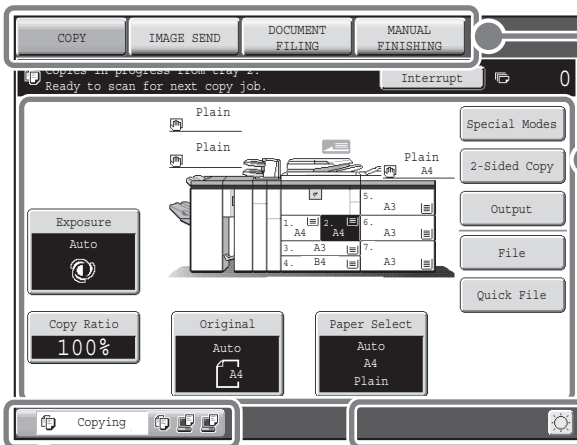 COPY
IMAGE SEND
DOCUMENT
FILING
MANUAL
FINISHING
Copies in progress from tray 2.
Ready to scan for next copy job.
Interrupt
0
Plain
Plain
Plain
A4
Special Modes
2-Sided Copy
Output
File
Quick File
1.
A4
2.
A4
3. A3
4. B4
5.
A3
6.
A3
7.
A3
Exposure
Auto
Copy Ratio
100%
Original
Auto
A4
Paper Select
Auto
A4
Plain
Copying